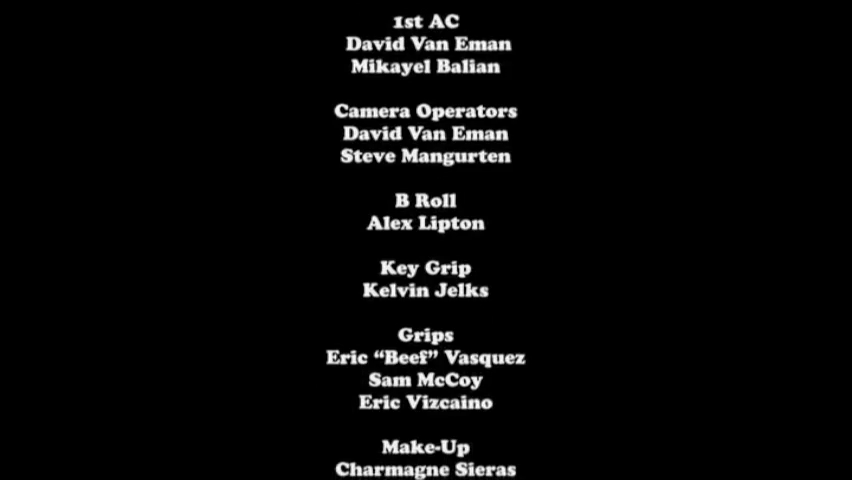 1st AC
David Van Eman
Mikayel Balian
Camera Operators
David Van Eman
Steve Mangurten
B Roll
Alex Lipton
Key Grip
Kelvin Jelks
Grips
Eric “Beef” Vasquez
Sam McCoy
Eric Vizcaino
Make-Up
Charmagne Sieras